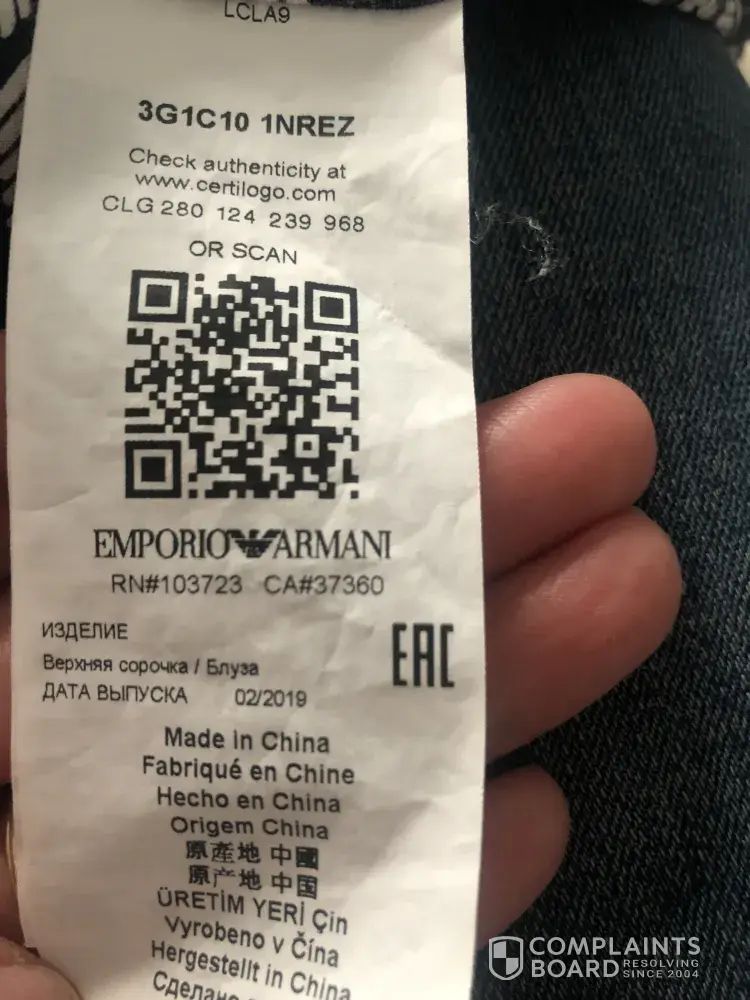 LCLA9
3G1C10 1NREZ
Check authenticity at
www.certilogo.com
CLG 280 124 239 968
OR SCAN
EMPORIO ARMANI
RN#103723 CA#37360
ИЗДЕЛИЕ
Верхняя сорочка / Блуза
ДАТА ВЫПУСКА 02/2019
EAC
Made in China
Fabriqué en Chine
Hecho en China
Origem China
原產地 中國
原产地 中国
ÜRETİM YERİ Çin
Vyrobeno v Čína
Hergestellt in China
COMPLAINTS
BOARD RESOLVING
SINCE 2004